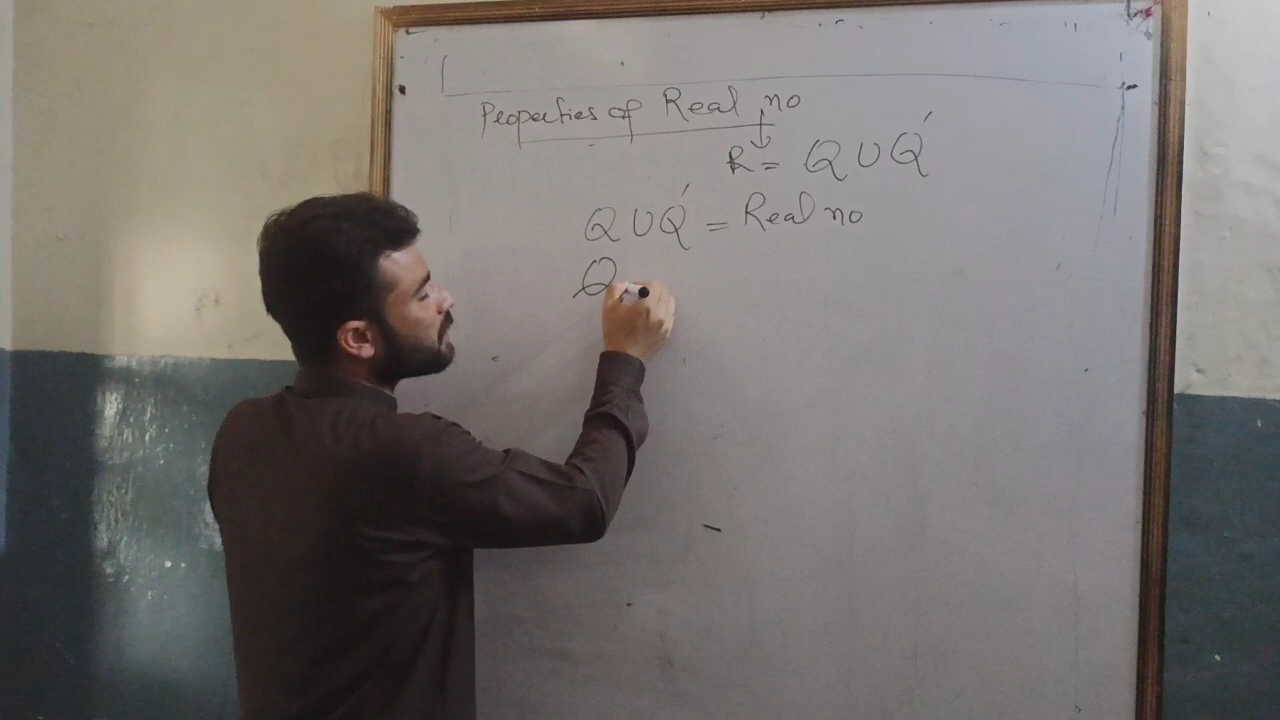 Properties of Real no
R = Q U Q'
Q U Q' = Real no
Q